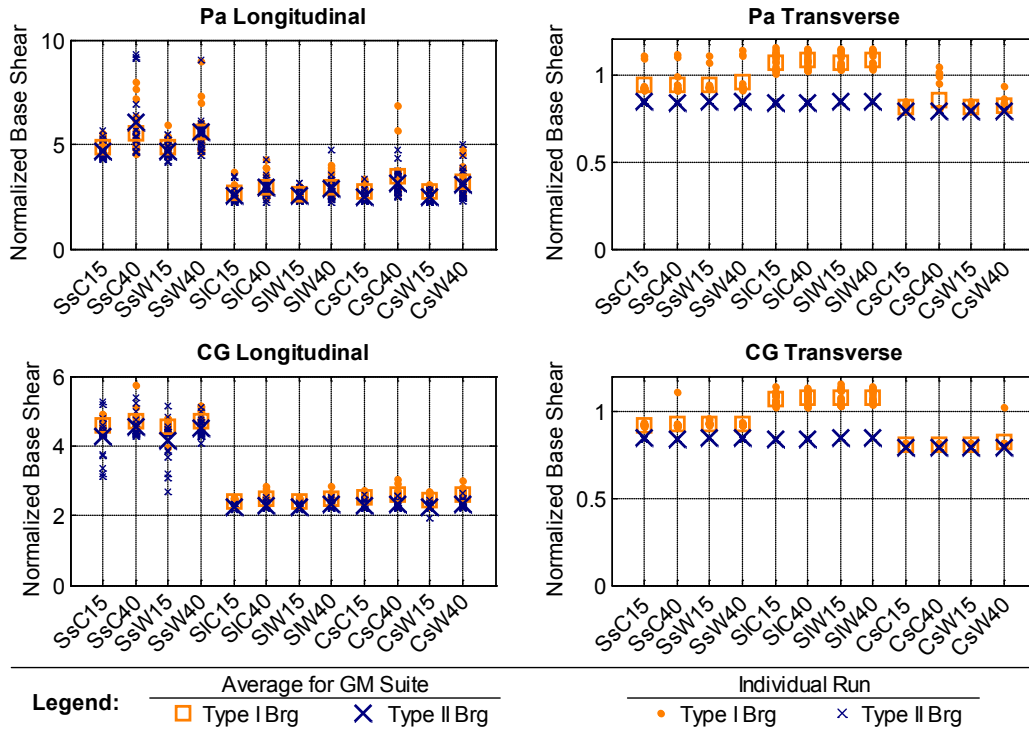 Pa Longitudinal
Normalized Base Shear
10
5
0
SsC15 SsC40 SsW15 SsW40 SlC15 SlC40 SlW15 SlW40 CsC15 CsC40 CsW15 CsW40
Pa Transverse
Normalized Base Shear
1
0.5
0
SsC15 SsC40 SsW15 SsW40 SlC15 SlC40 SlW15 SlW40 CsC15 CsC40 CsW15 CsW40
CG Longitudinal
Normalized Base Shear
6
4
2
0
SsC15 SsC40 SsW15 SsW40 SlC15 SlC40 SlW15 SlW40 CsC15 CsC40 CsW15 CsW40
CG Transverse
Normalized Base Shear
1
0.5
0
SsC15 SsC40 SsW15 SsW40 SlC15 SlC40 SlW15 SlW40 CsC15 CsC40 CsW15 CsW40
Legend:
Average for GM Suite
Type I Brg Type II Brg
Individual Run
Type I Brg Type II Brg